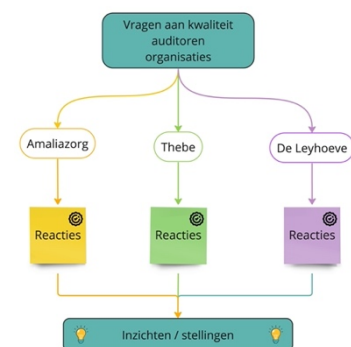 Vragen aan kwaliteit
auditoren
organisaties
Amaliazorg
Thebe
De Leyhoeve
Reacties
Reacties
Reacties
Inzichten / stellingen